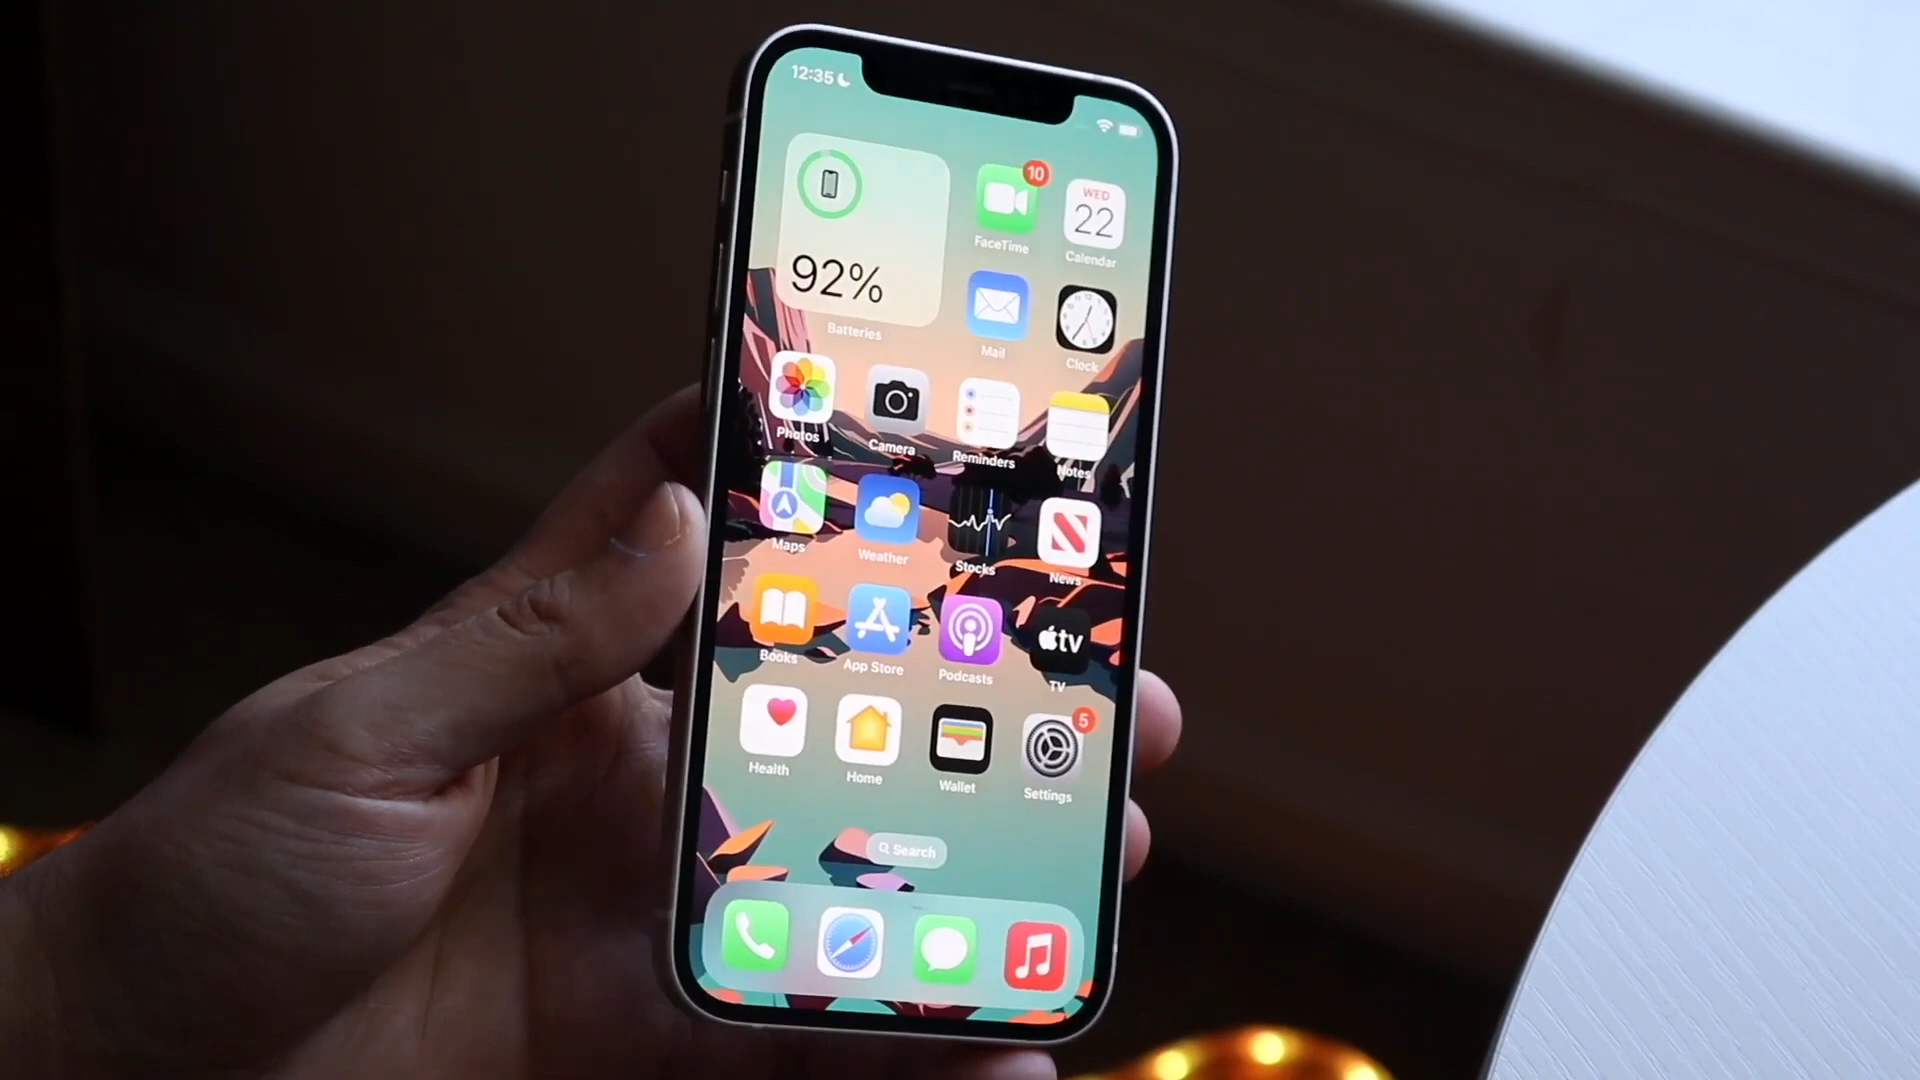 12:35
10
WED
22
FaceTime
Calendar
92%
Batteries
Mail
Clock
Photos
Camera
Reminders
Notes
Maps
Weather
Stocks
News
tv
Books
App Store
Podcasts
TV
5
Health
Home
Wallet
Settings
Search